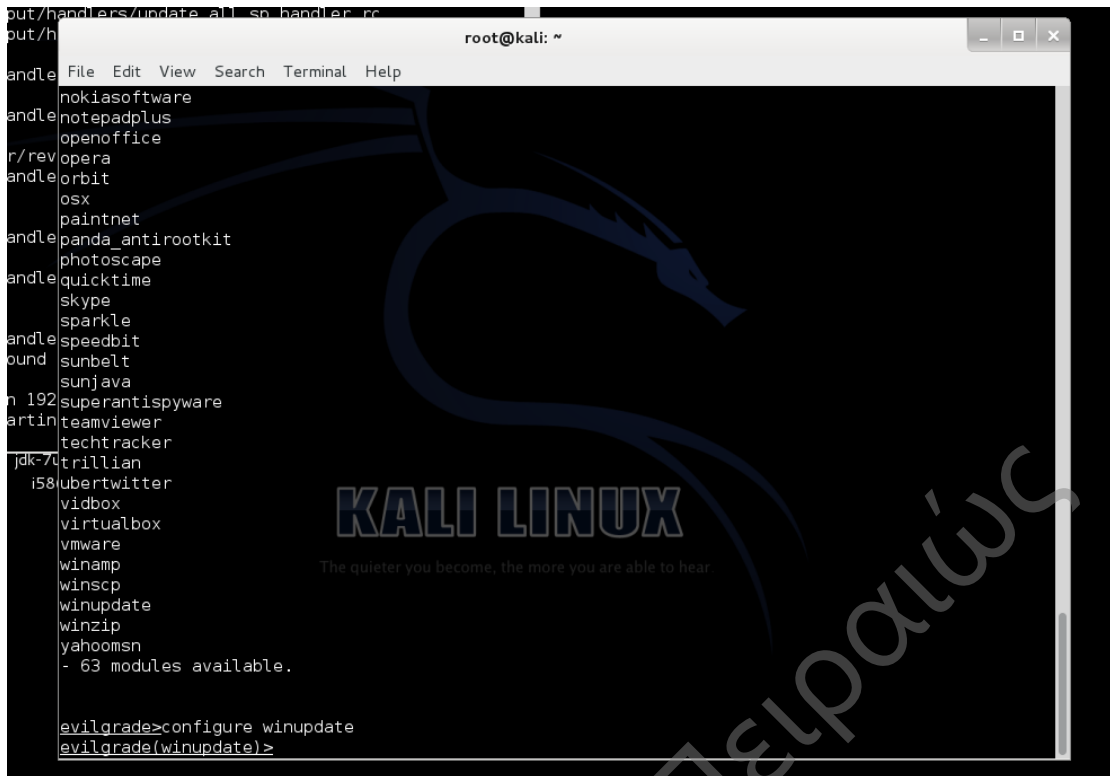 put/handlers/update_all_sp_handler.rc
put/h
root@kali: ~
File Edit View Search Terminal Help
andle
nokiasoftware
andle
notepadplus
openoffice
r/rev
opera
andle
orbit
osx
paintnet
andle
panda_antirootkit
photoscape
andle
quicktime
skype
sparkle
andle
speedbit
ound
sunbelt
sunjava
n 192
superantispyware
artin
teamviewer
techtracker
jdk-7u
trillian
i58
ubertwitter
vidbox
virtualbox
vmware
winamp
winscp
winupdate
winzip
yahoomsn
- 63 modules available.
KALI LINUX
The quieter you become, the more you are able to hear.
evilgrade>configure winupdate
evilgrade(winupdate)>
Πειραιώς